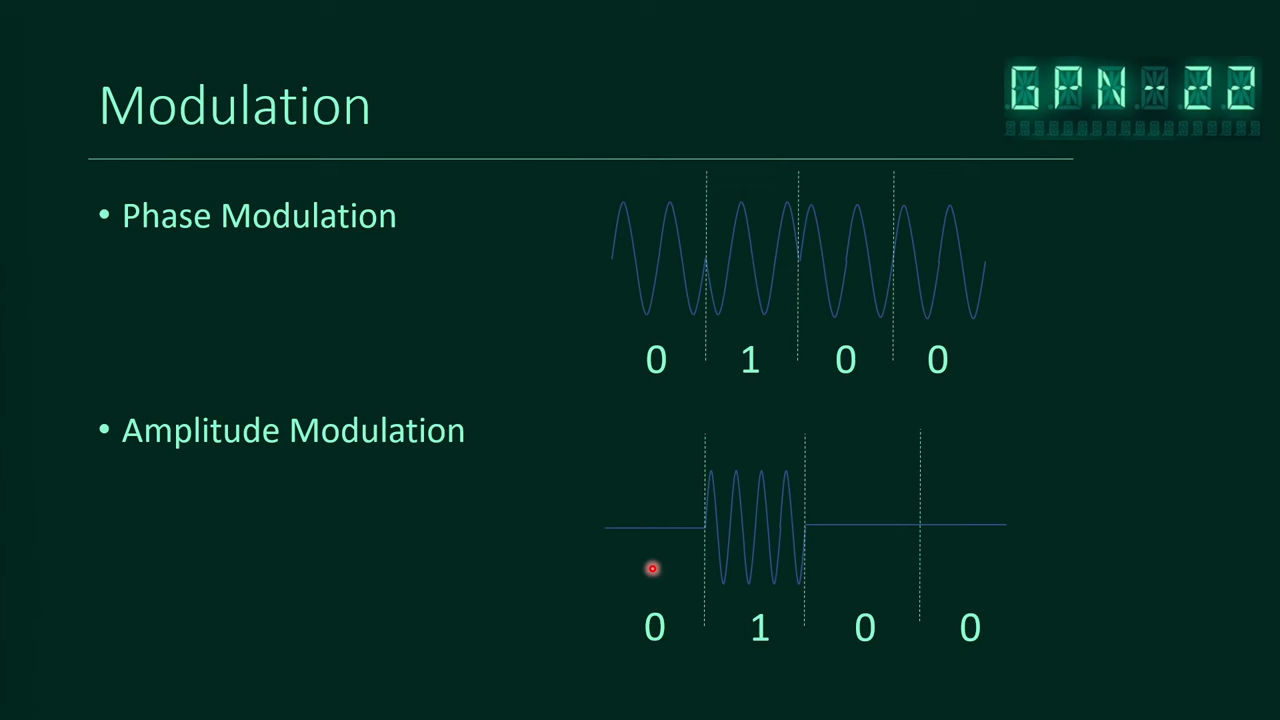 Modulation
GPN-22
• Phase Modulation
0 1 0 0
• Amplitude Modulation
0 1 0 0